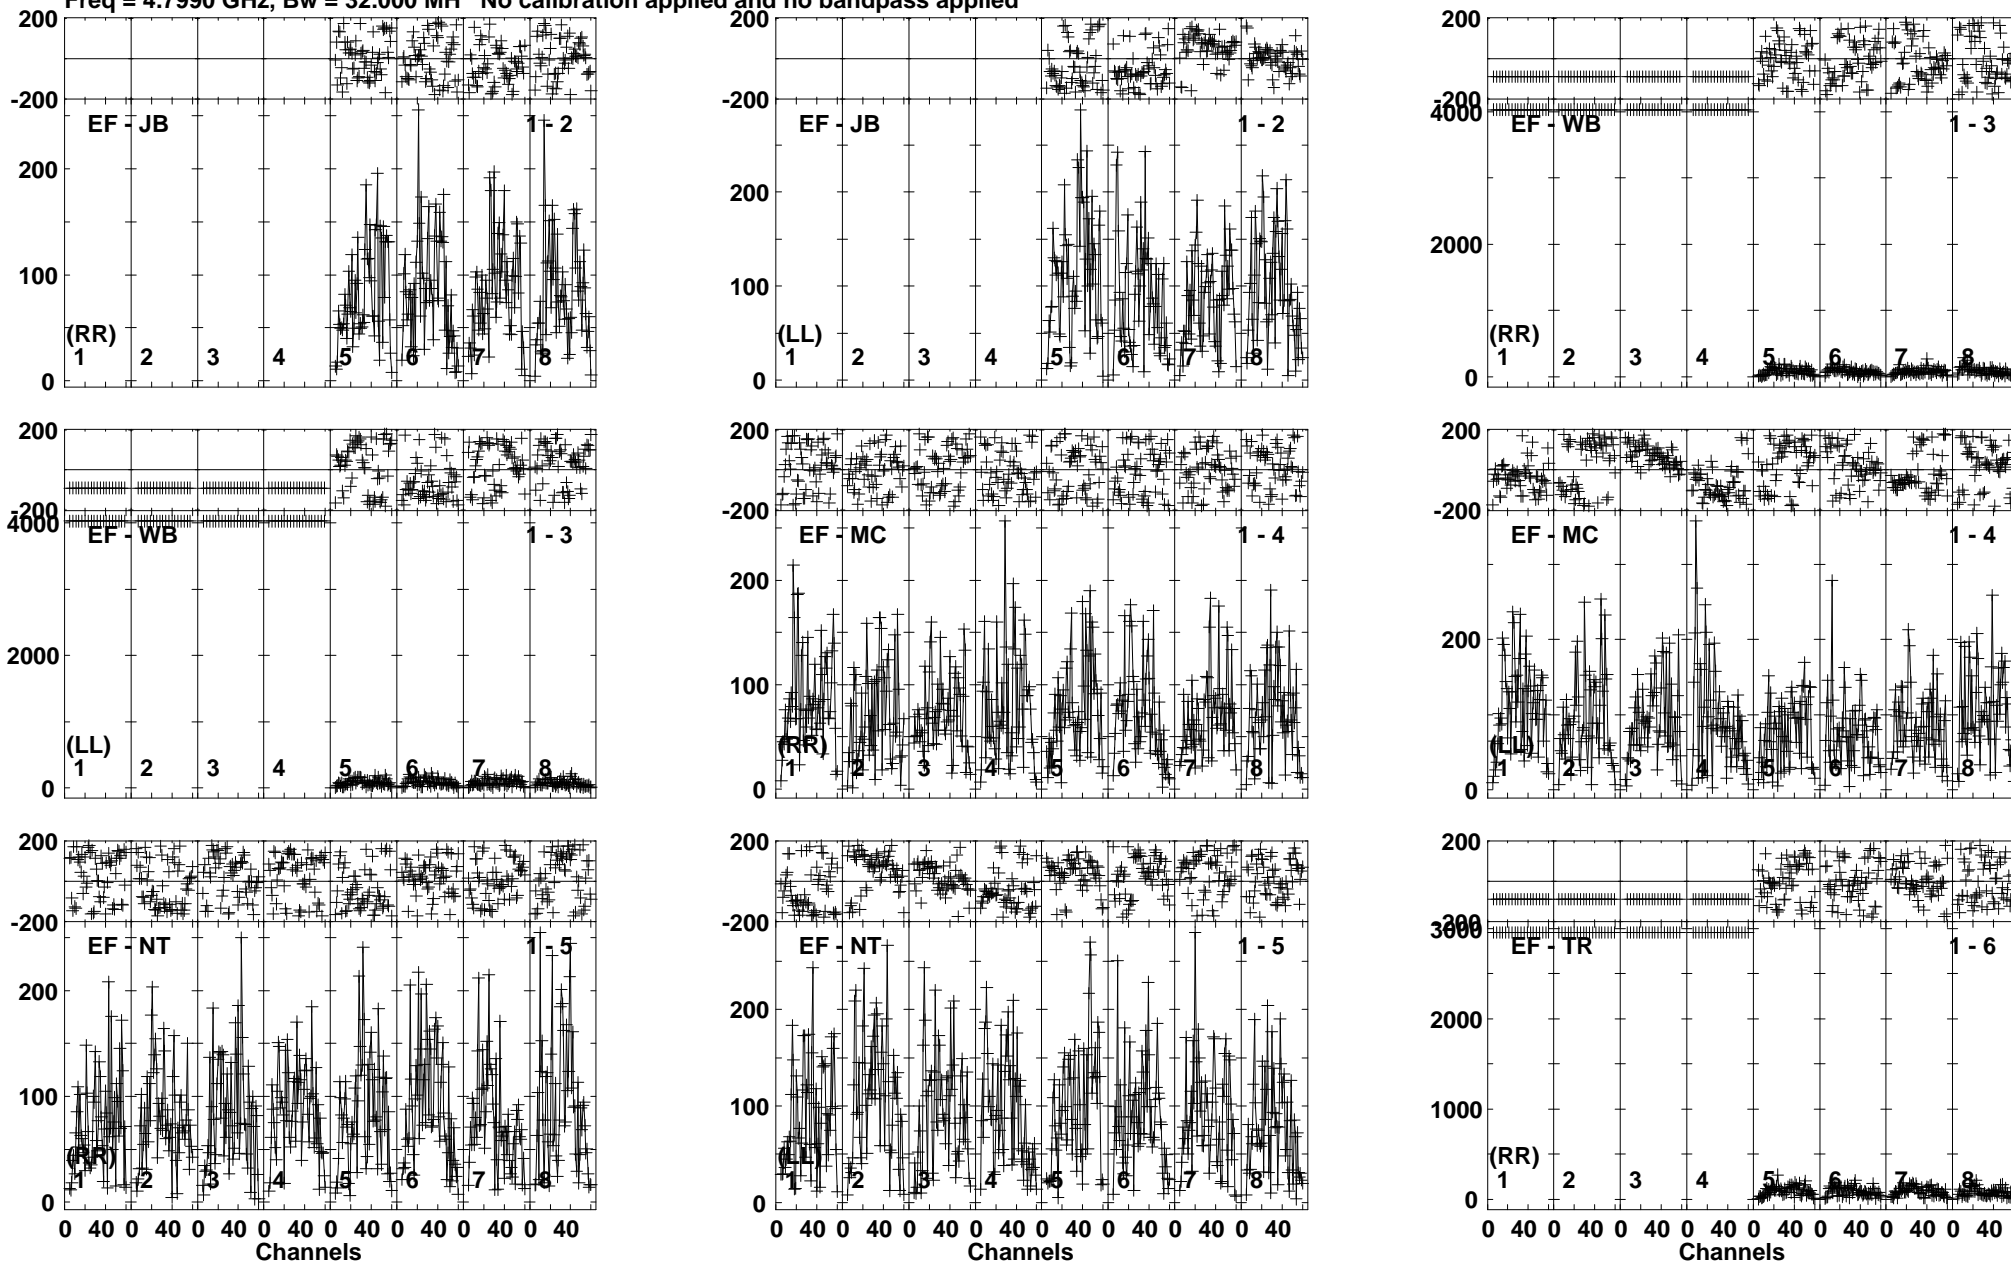 Freq = 4.7990 GHz, Bw = 32.000 MH No calibration applied and no bandpass applied
200 200 200
-200 -200 -200
EF - JB 1 - 2 EF - JB 1 - 2 4000 EF - WB 1 - 3
200 200 2000
100 100
(RR) (LL) (RR)
1 2 3 4 5 6 7 8 1 2 3 4 5 6 7 8 1 2 3 4 5 6 7 8
0 0 0
200 200 200
-200 -200 -200
4000 EF - WB 1 - 3 EF - MC 1 - 4 EF - MC 1 - 4
2000 200 200
100
(LL) (RR) (LL)
1 2 3 4 5 6 7 8 1 2 3 4 5 6 7 8 1 2 3 4 5 6 7 8
0 0 0
200 200 200
-200 -200 -200
EF - NT 1 - 5 EF - NT 1 - 5 3000 EF - TR 1 - 6
200 200 2000
100 100 1000
(RR) (LL) (RR)
1 2 3 4 5 6 7 8 1 2 3 4 5 6 7 8 1 2 3 4 5 6 7 8
0 0 0
0 40 0 40 0 40 0 40 0 40 0 40 0 40 0 40 0 40 0 40 0 40 0 40 0 40 0 40 0 40 0 40 0 40 0 40 0 40 0 40 0 40 0 40 0 40 0 40
Channels Channels Channels